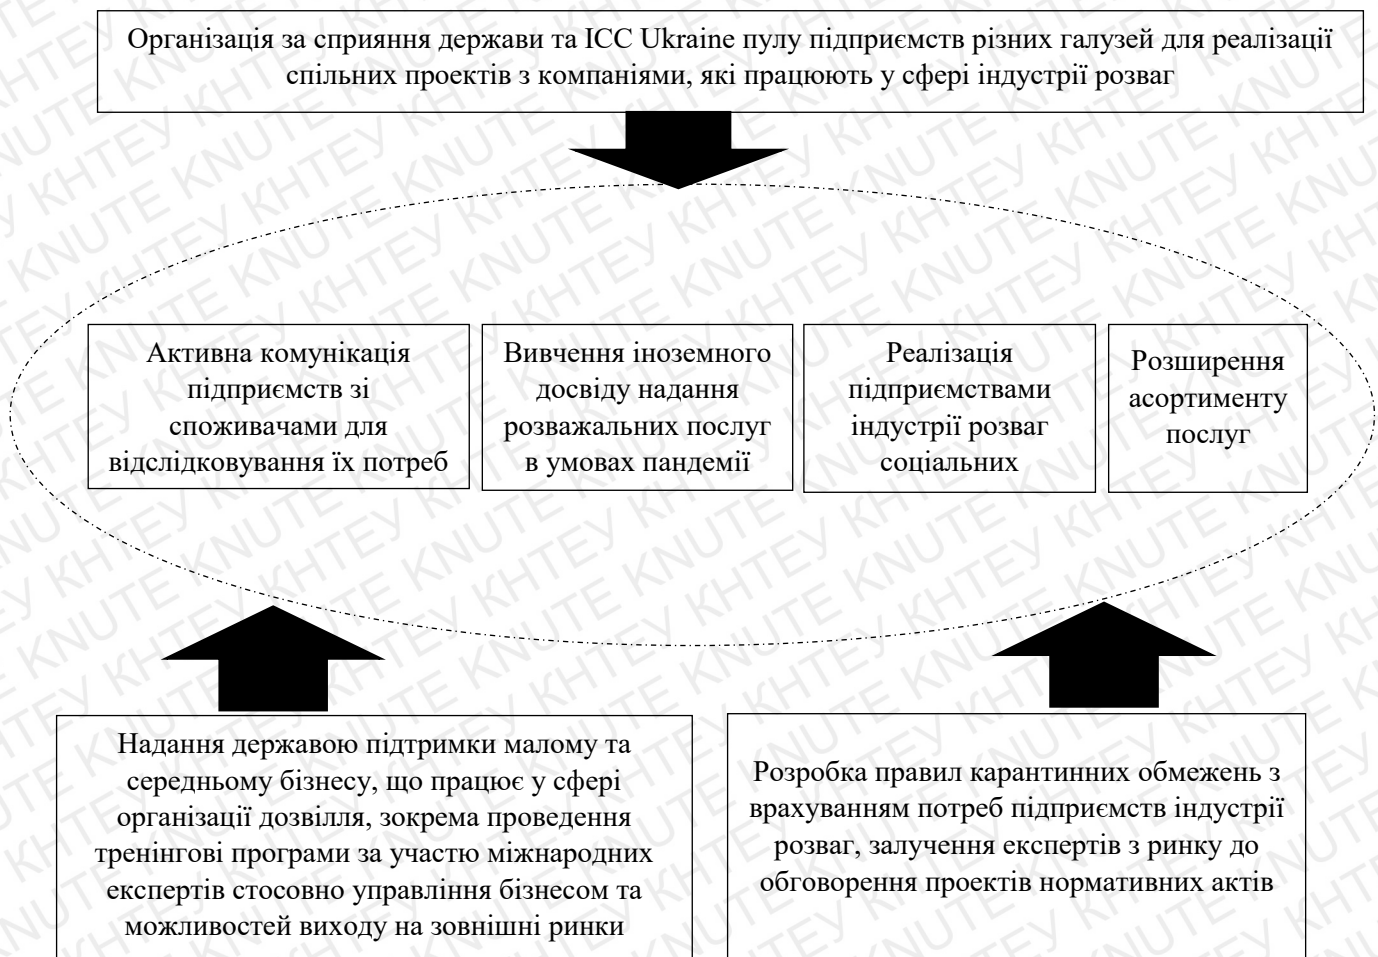 Організація за сприяння держави та ICC Ukraine пулу підприємств різних галузей для реалізації
спільних проектів з компаніями, які працюють у сфері індустрії розваг
Активна комунікація
підприємств зі
споживачами для
відслідковування їх потреб
Вивчення іноземного
досвіду надання
розважальних послуг
в умовах пандемії
Реалізація
підприємствами
індустрії розваг
соціальних
Розширення
асортименту
послуг
Надання державою підтримки малому та
середньому бізнесу, що працює у сфері
організації дозвілля, зокрема проведення
тренінгові програми за участю міжнародних
експертів стосовно управління бізнесом та
можливостей виходу на зовнішні ринки
Розробка правил карантинних обмежень з
врахуванням потреб підприємств індустрії
розваг, залучення експертів з ринку до
обговорення проектів нормативних актів